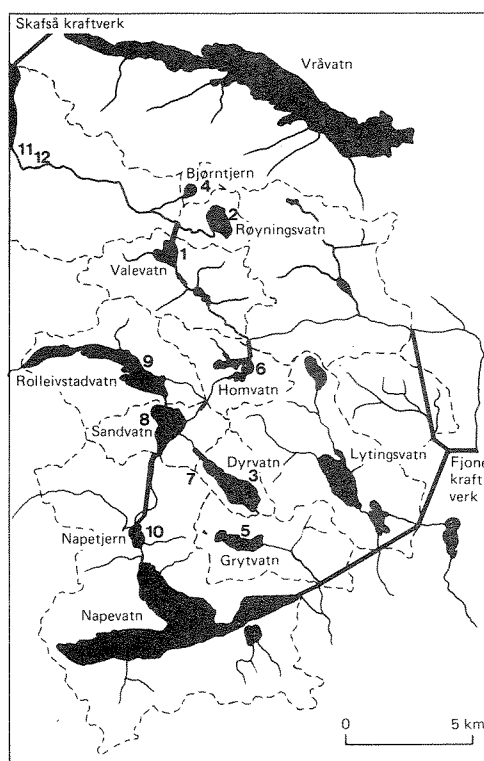 Skafså kraftverk
Vråvatn
11
12
Bjørntjern
4
2
Røyningsvatn
1
Valevatn
9
6
Rolleivstadvatn
Homvatn
8
Sandvatn
Dyrvatn
Lytingsvatn
7
3
Fjone
kraft
verk
10
5
Napetjern
Grytvatn
Napevatn
0
5 km